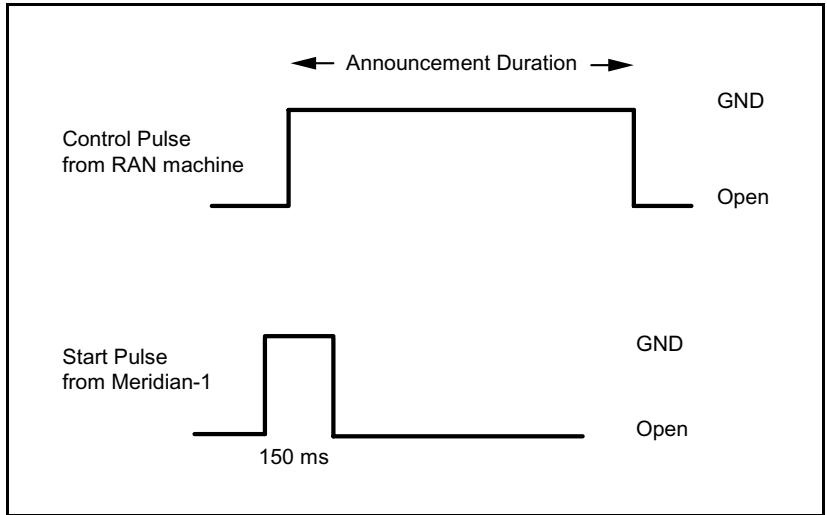 Announcement Duration
GND
Control Pulse
from RAN machine
Open
Start Pulse
from Meridian-1
GND
Open
150 ms